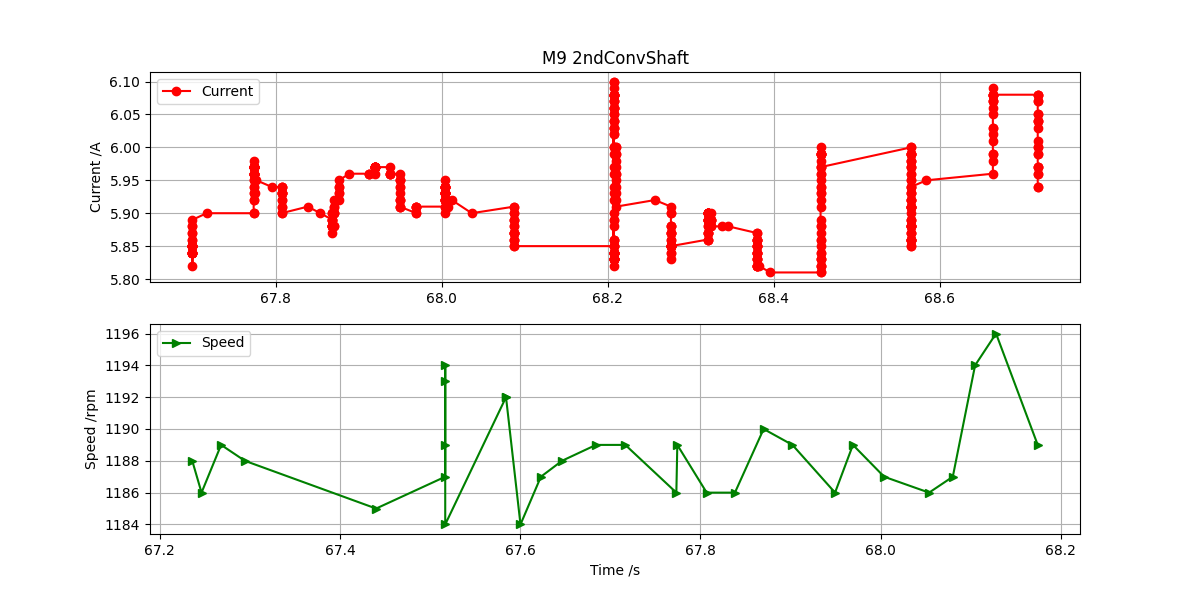 M9 2ndConvShaft
6.10
6.05
6.00
5.95
5.90
5.85
5.80
Current /A
Current
67.8 68.0 68.2 68.4 68.6
1196
1194
1192
1190
1188
1186
1184
Speed /rpm
Speed
67.2 67.4 67.6 67.8 68.0 68.2
Time /s